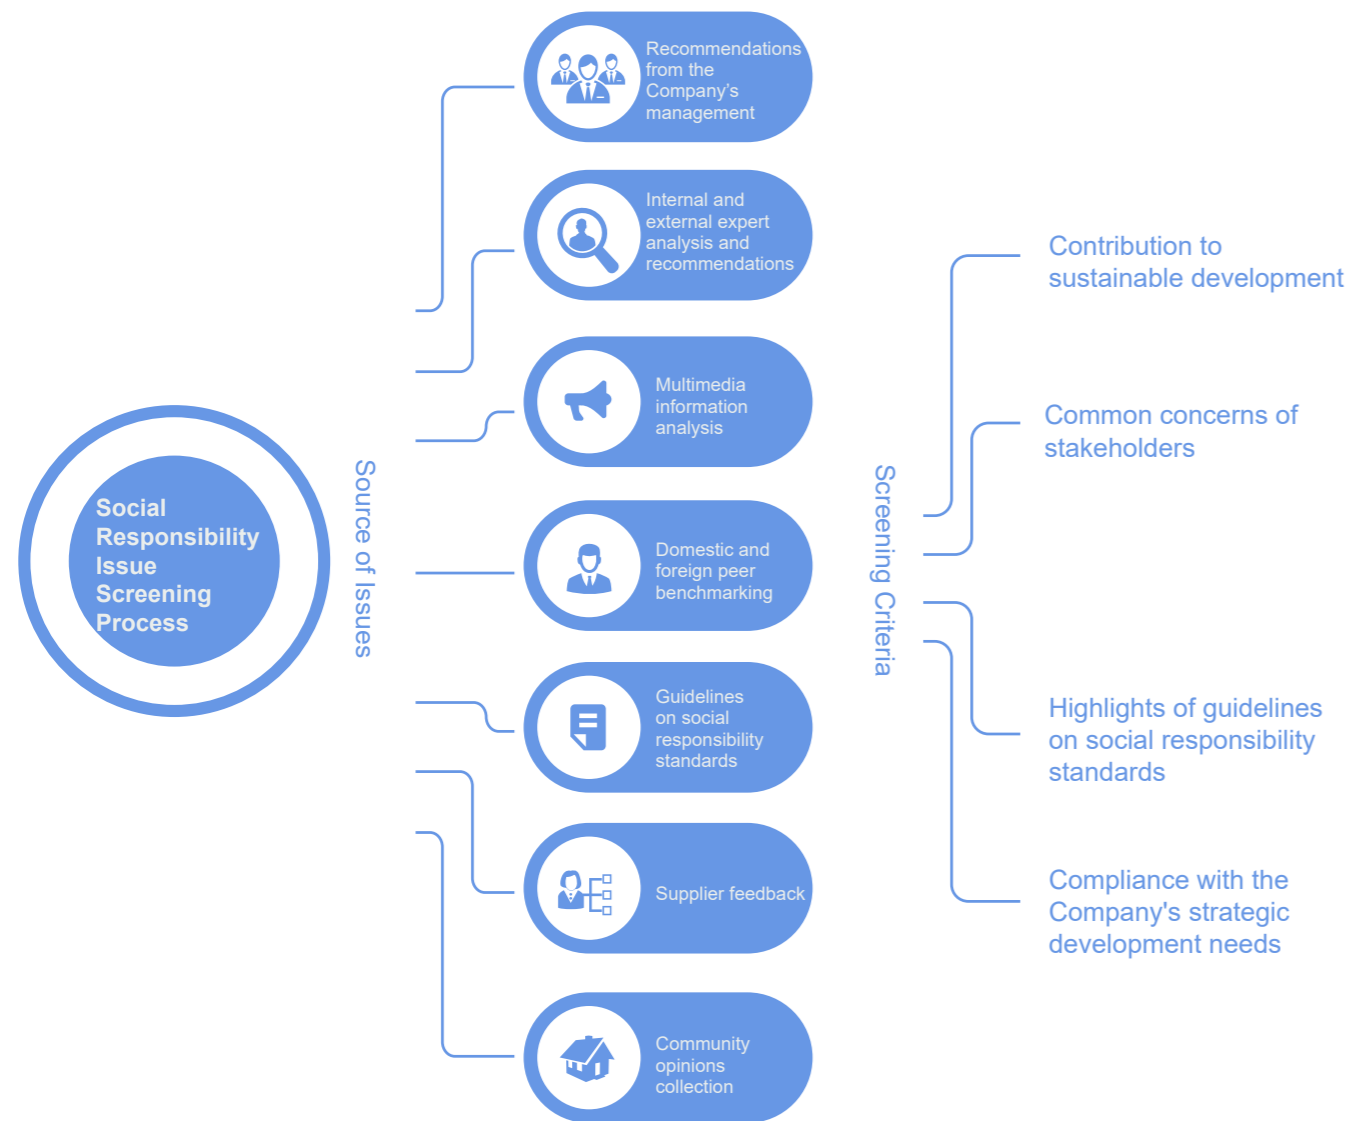 Social
Responsibility
Issue
Screening
Process
Source of Issues
Recommendations
from the
Company’s
management
Internal and
external expert
analysis and
recommendations
Multimedia
information
analysis
Domestic and
foreign peer
benchmarking
Guidelines
on social
responsibility
standards
Supplier feedback
Community
opinions
collection
Screening Criteria
Contribution to
sustainable development
Common concerns of
stakeholders
Highlights of guidelines
on social responsibility
standards
Compliance with the
Company's strategic
development needs